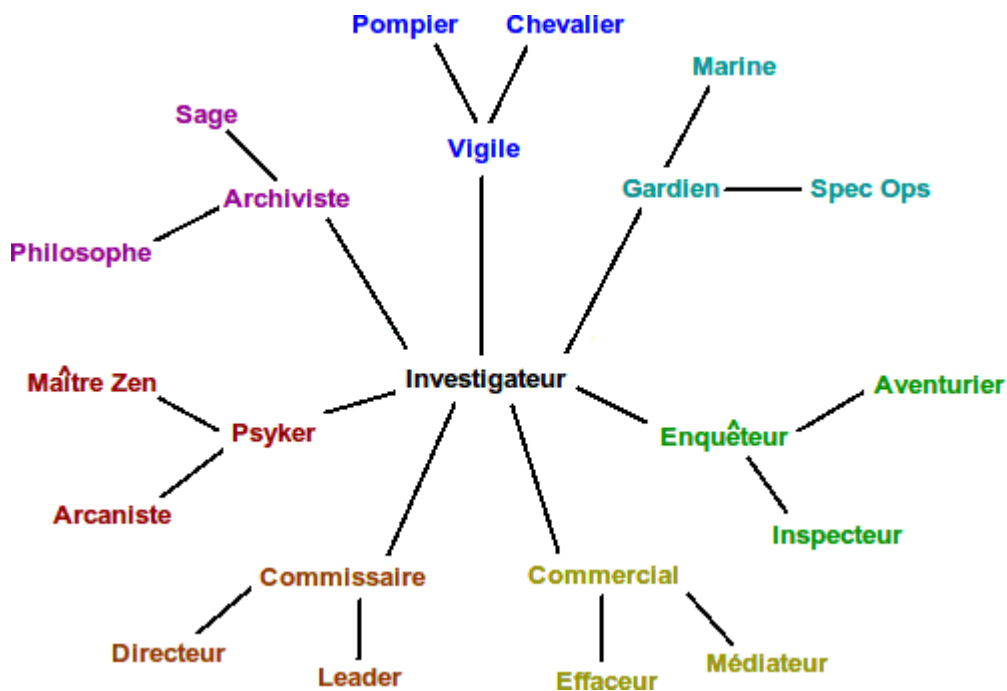 Pompier
Chevalier
Marine
Sage
Vigile
Archiviste
Gardien
Spec Ops
Philosophe
Investigateur
Maître Zen
Aventurier
Psyker
Enquêteur
Arcaniste
Inspecteur
Commissaire
Commercial
Directeur
Leader
Effaceur
Médiateur